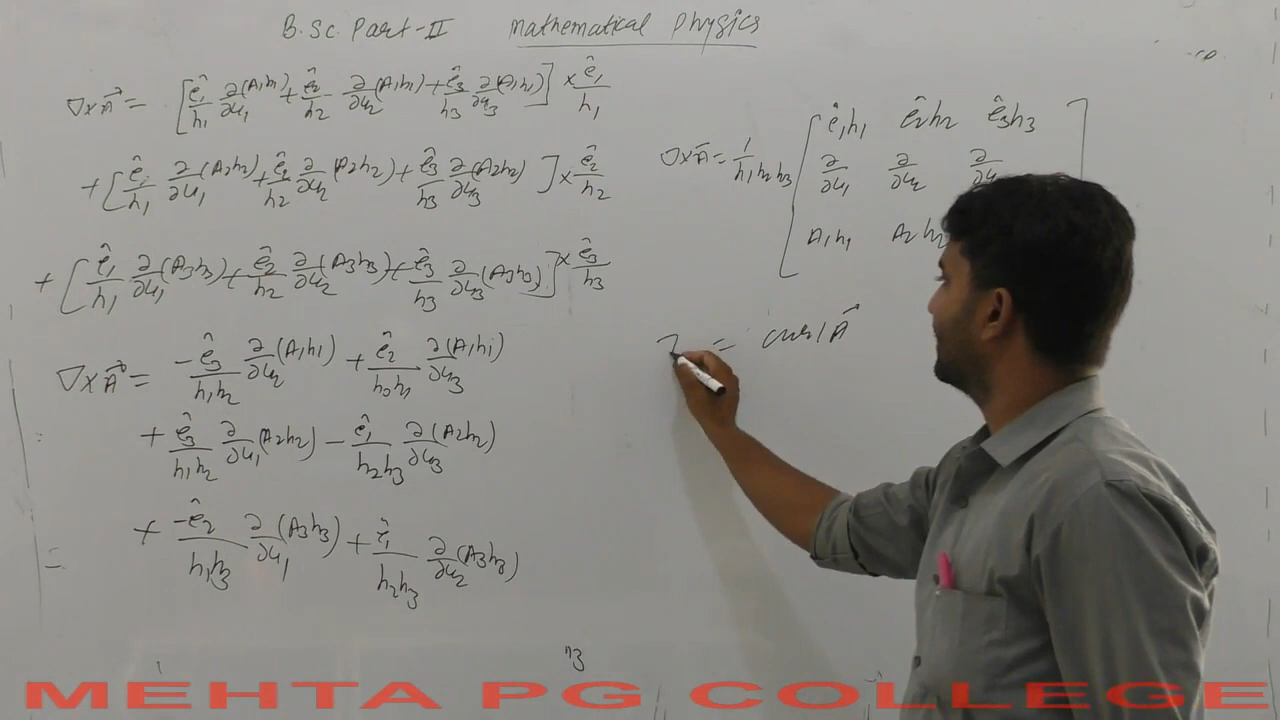 B.Sc. Part-II Mathematical Physics
∇×A⃗ = [ê₁/h₁ ∂/∂u₁ (A₁h₁) + ê₂/h₂ ∂/∂u₂ (A₁h₁) + ê₃/h₃ ∂/∂u₃ (A₁h₁)] × ê₁/h₁
+ [ê₁/h₁ ∂/∂u₁ (A₂h₂) + ê₂/h₂ ∂/∂u₂ (A₂h₂) + ê₃/h₃ ∂/∂u₃ (A₂h₂)] × ê₂/h₂
+ [ê₁/h₁ ∂/∂u₁ (A₃h₃) + ê₂/h₂ ∂/∂u₂ (A₃h₃) + ê₃/h₃ ∂/∂u₃ (A₃h₃)] × ê₃/h₃
∇×A⃗ = -ê₃/h₁h₂ ∂/∂u₂ (A₁h₁) + ê₂/h₃h₁ ∂/∂u₃ (A₁h₁)
+ ê₃/h₁h₂ ∂/∂u₁ (A₂h₂) - ê₁/h₂h₃ ∂/∂u₃ (A₂h₂)
+ -ê₂/h₁h₃ ∂/∂u₁ (A₃h₃) + ê₁/h₂h₃ ∂/∂u₂ (A₃h₃)
=
∇×A⃗ = 1/h₁h₂h₃ [ê₁h₁ ê₂h₂ ê₃h₃]
∂/∂u₁ ∂/∂u₂ ∂/∂u
A₁h₁ A₂h₂
= curl A⃗
h₃
MEHTA PG COLLEGE